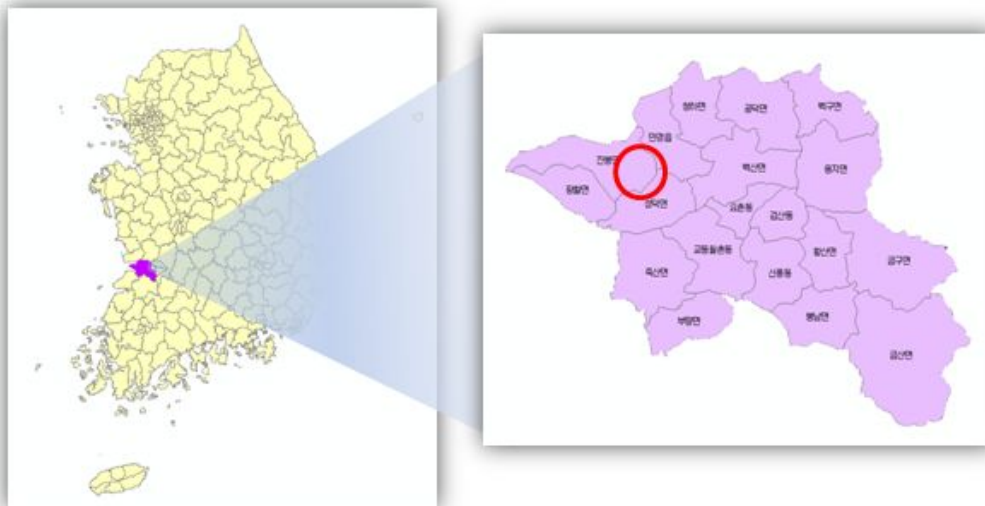 청하면
공덕면
백구면
만경읍
진봉면
백산면
용지면
광활면
성덕면
요촌동
검산동
교동월촌동
황산면
금구면
죽산면
신풍동
부량면
봉남면
금산면